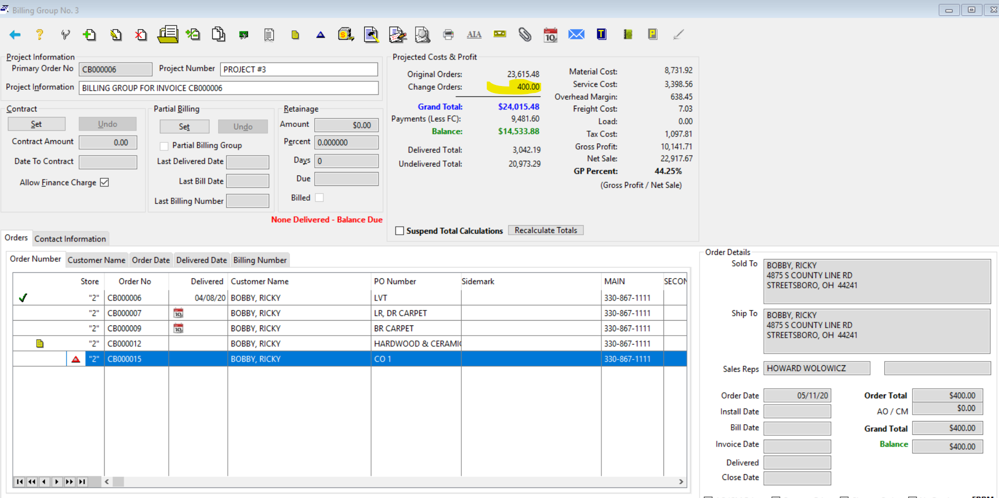 Billing Group No. 3
AIA
10
T
P
Project Information
Primary Order No CB000006 Project Number PROJECT #3
Project Information BILLING GROUP FOR INVOICE CB000006
Contract
Set Undo
Contract Amount 0.00
Date To Contract
Allow Finance Charge
Partial Billing
Set Undo
Partial Billing Group
Last Delivered Date
Last Bill Date
Last Billing Number
Retainage
Amount $0.00
Percent 0.000000
Days 0
Due
Billed
None Delivered - Balance Due
Projected Costs & Profit
Original Orders: 23,615.48
Change Orders: 400.00
Grand Total: $24,015.48
Payments (Less FC): 9,481.60
Balance: $14,533.88
Delivered Total: 3,042.19
Undelivered Total: 20,973.29
Material Cost: 8,731.92
Service Cost: 3,398.56
Overhead Margin: 638.45
Freight Cost: 7.03
Load: 0.00
Tax Cost: 1,097.81
Gross Profit: 10,141.71
Net Sale: 22,917.67
GP Percent: 44.25%
(Gross Profit / Net Sale)
Suspend Total Calculations Recalculate Totals
Orders Contact Information
Order Number Customer Name Order Date Delivered Date Billing Number
Store Order No Delivered Customer Name PO Number Sidemark MAIN SECON
"2" CB000006 04/08/20 BOBBY, RICKY LVT 330-867-1111
"2" CB000007 10 BOBBY, RICKY LR, DR CARPET 330-867-1111
"2" CB000009 10 BOBBY, RICKY BR CARPET 330-867-1111
"2" CB000012 BOBBY, RICKY HARDWOOD & CERAMIC 330-867-1111
"2" CB000015 BOBBY, RICKY CO 1 330-867-1111
Order Details
Sold To BOBBY, RICKY
4875 S COUNTY LINE RD
STREETSBORO, OH 44241
Ship To BOBBY, RICKY
4875 S COUNTY LINE RD
STREETSBORO, OH 44241
Sales Reps HOWARD WOLOWICZ
Order Date 05/11/20
Install Date
Bill Date
Invoice Date
Delivered
Close Date
Order Total $400.00
AO / CM $0.00
Grand Total $400.00
Balance $400.00